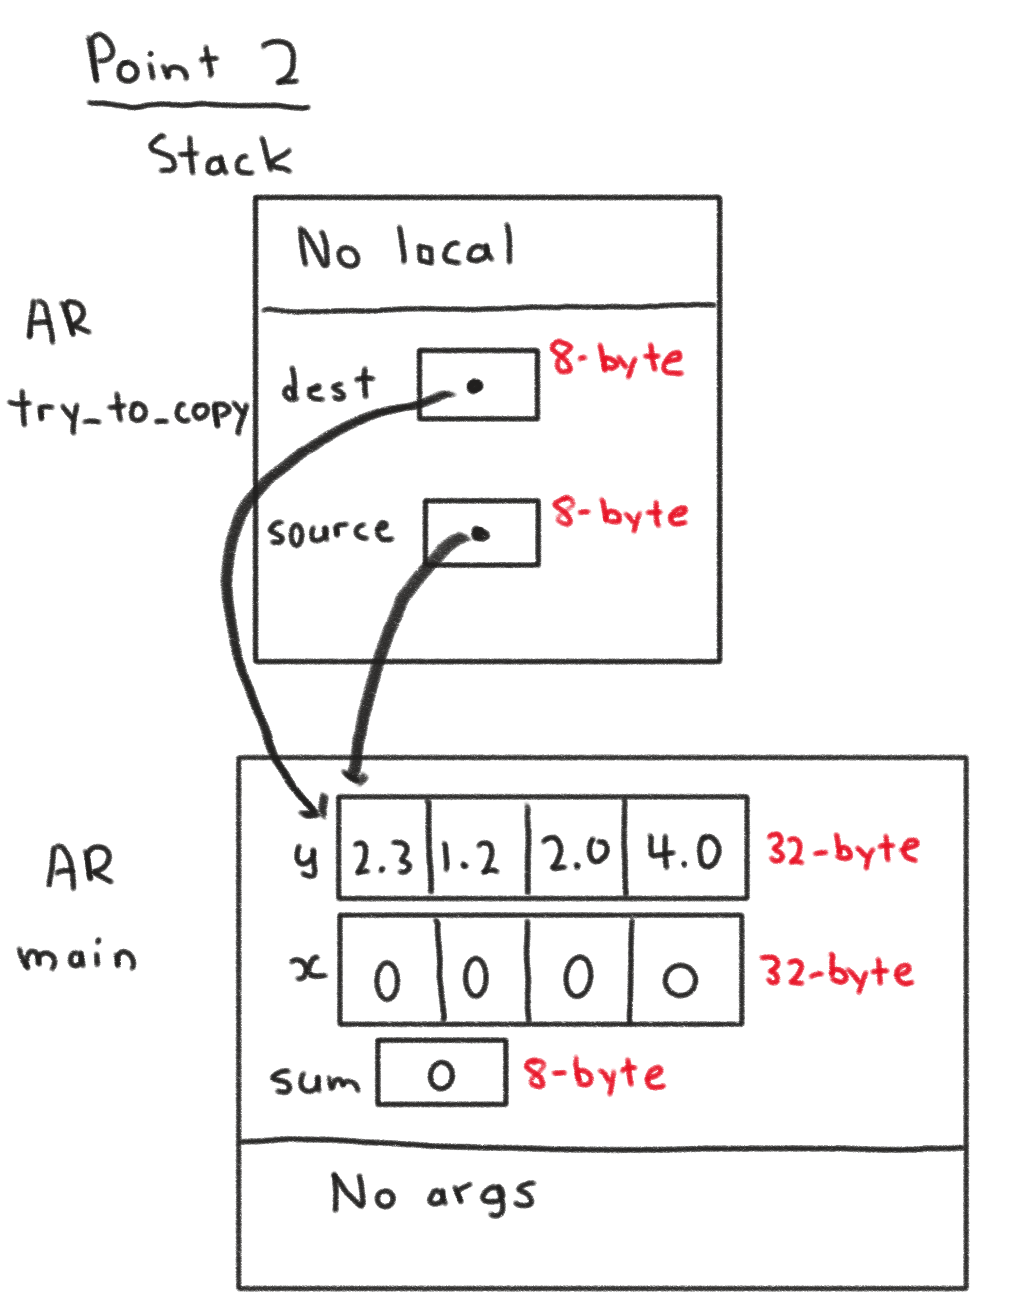 Point 2
Stack
No local
AR
try_to_copy
dest 8-byte
source 8-byte
AR
main
y 2.3 1.2 2.0 4.0 32-byte
x 0 0 0 0 32-byte
sum 0 8-byte
No args